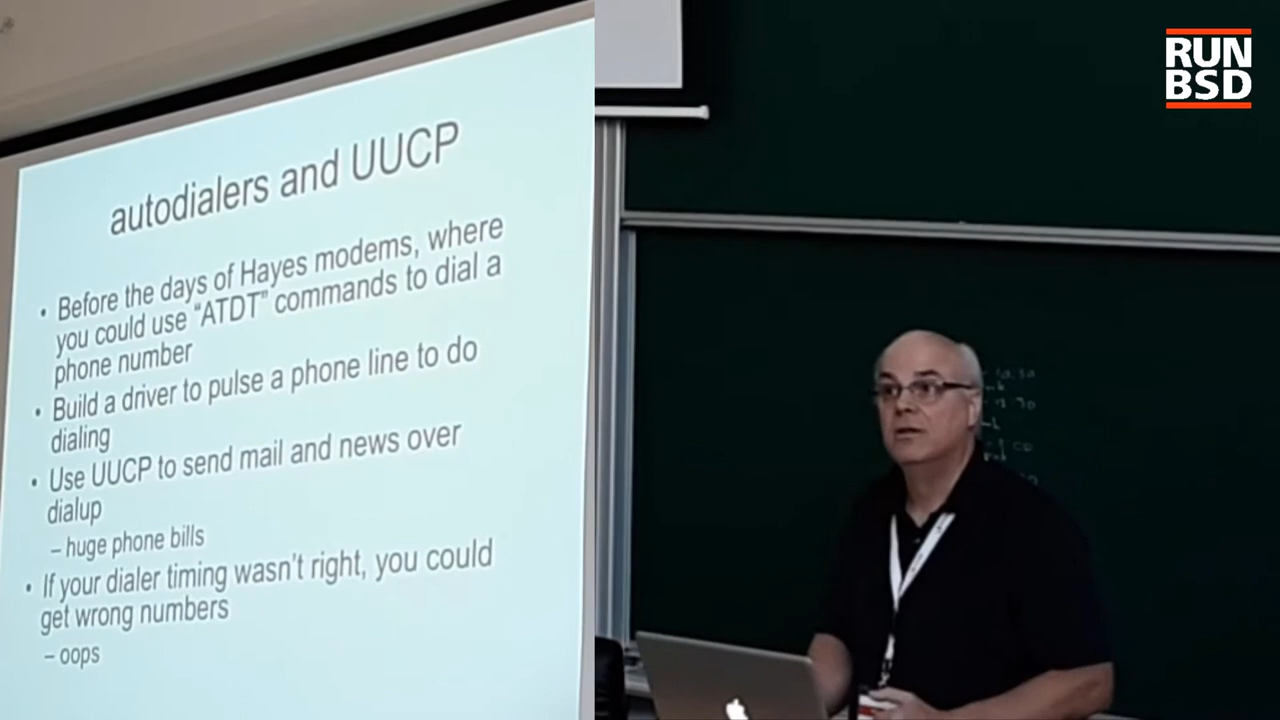 autodialers and UUCP
• Before the days of Hayes modems, where
you could use “ATDT” commands to dial a
phone number
• Build a driver to pulse a phone line to do
dialing
• Use UUCP to send mail and news over
dialup
– huge phone bills
• If your dialer timing wasn’t right, you could
get wrong numbers
– oops
RUN
BSD